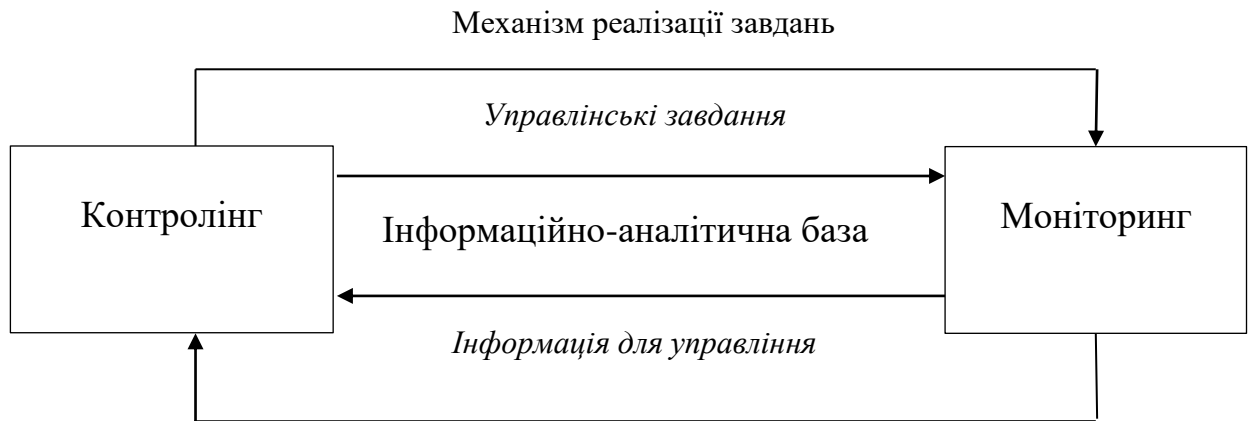 Механізм реалізації завдань
Управлінські завдання
Контролінг
Моніторинг
Інформаційно-аналітична база
Інформація для управління